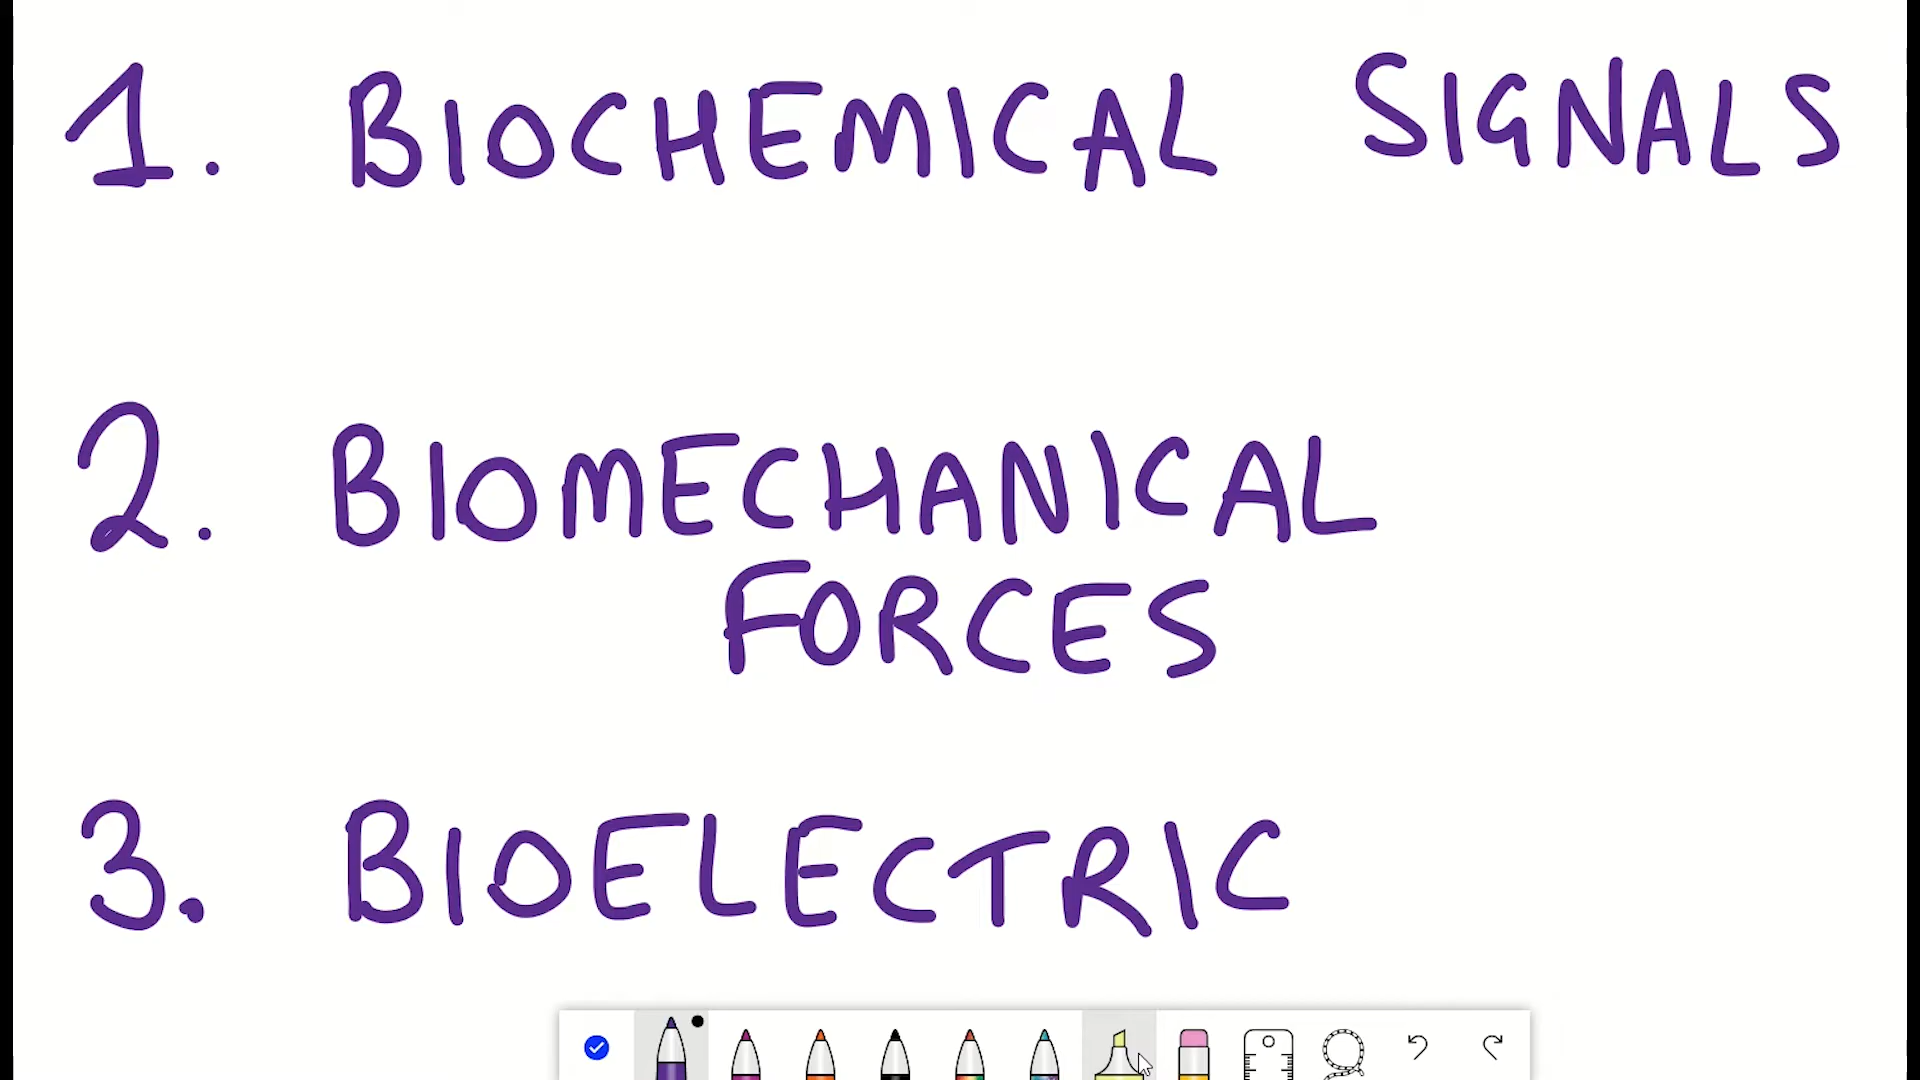 1. BIOCHEMICAL SIGNALS
2. BIOMECHANICAL
FORCES
3. BIOELECTRIC